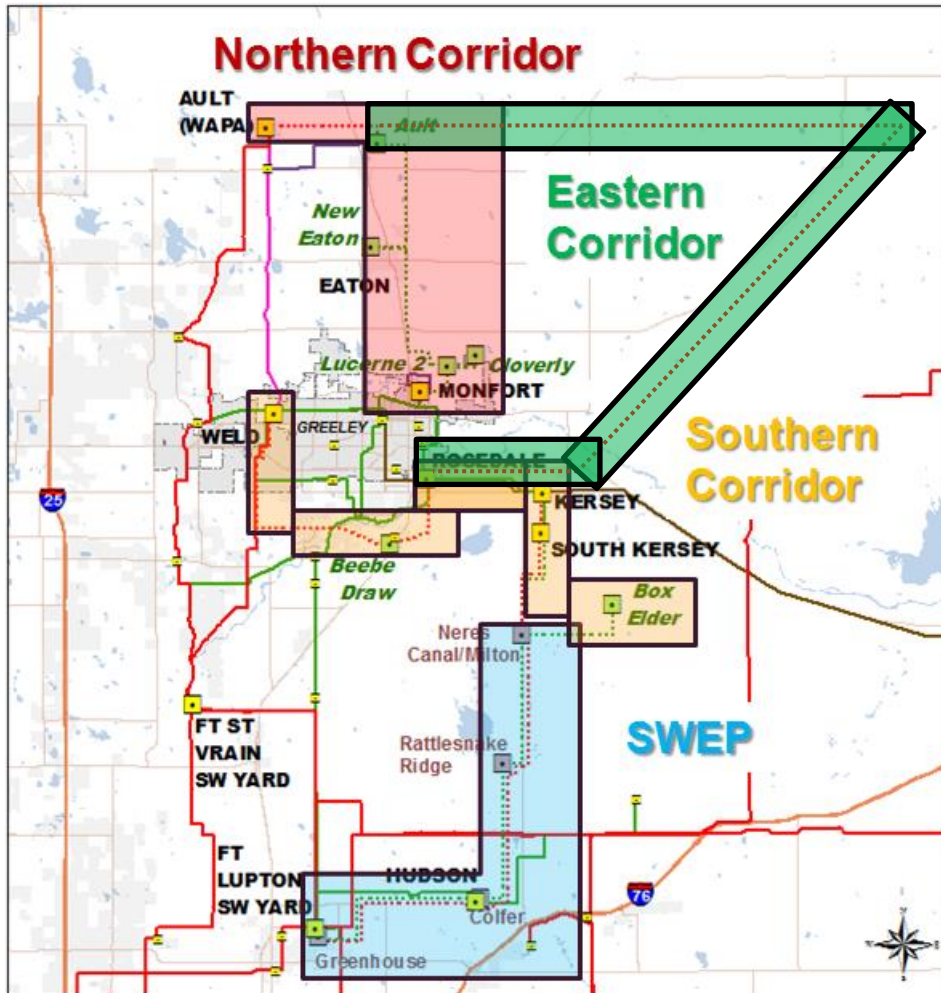 Northern Corridor
AULT
(WAPA)
Ault
Eastern
Corridor
New
Eaton
EATON
Lucerne 2
Cloverly
MONFORT
WELD
GREELEY
ROSEDALE
Southern
Corridor
25
KERSEY
SOUTH KERSEY
Beebe
Draw
Box
Elder
Neres
Canal/Milton
FT ST
VRAIN
SW YARD
Rattlesnake
Ridge
SWEP
FT
LUPTON
SW YARD
HUDSON
76
Colfer
Greenhouse